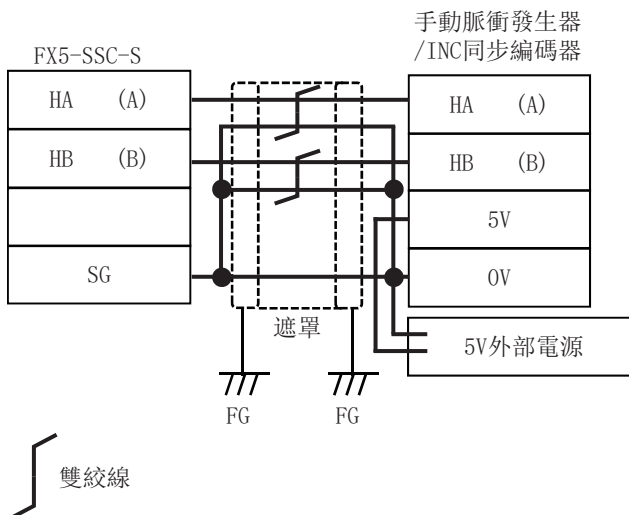 手動脈衝發生器
/INC同步編碼器
FX5-SSC-S
HA (A)
HB (B)
SG
HA (A)
HB (B)
5V
0V
5V外部電源
遮罩
FG
FG
雙絞線